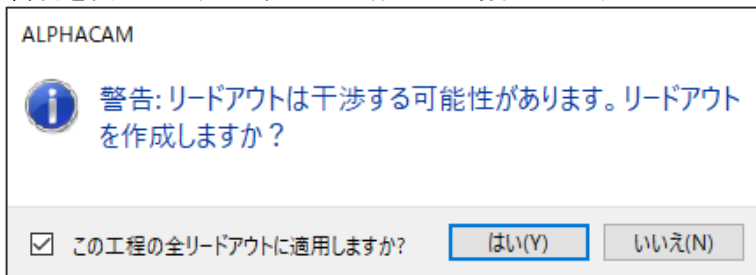 ALPHACAM
警告: リードアウトは干渉する可能性があります。リードアウト
を作成しますか？
この工程の全リードアウトに適用しますか?
はい(Y)
いいえ(N)